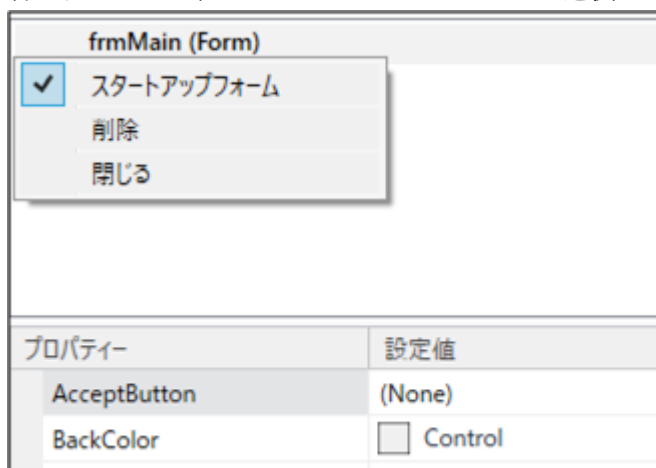 frmMain (Form)
スタートアップフォーム
削除
閉じる
プロパティー 設定値
AcceptButton (None)
BackColor Control